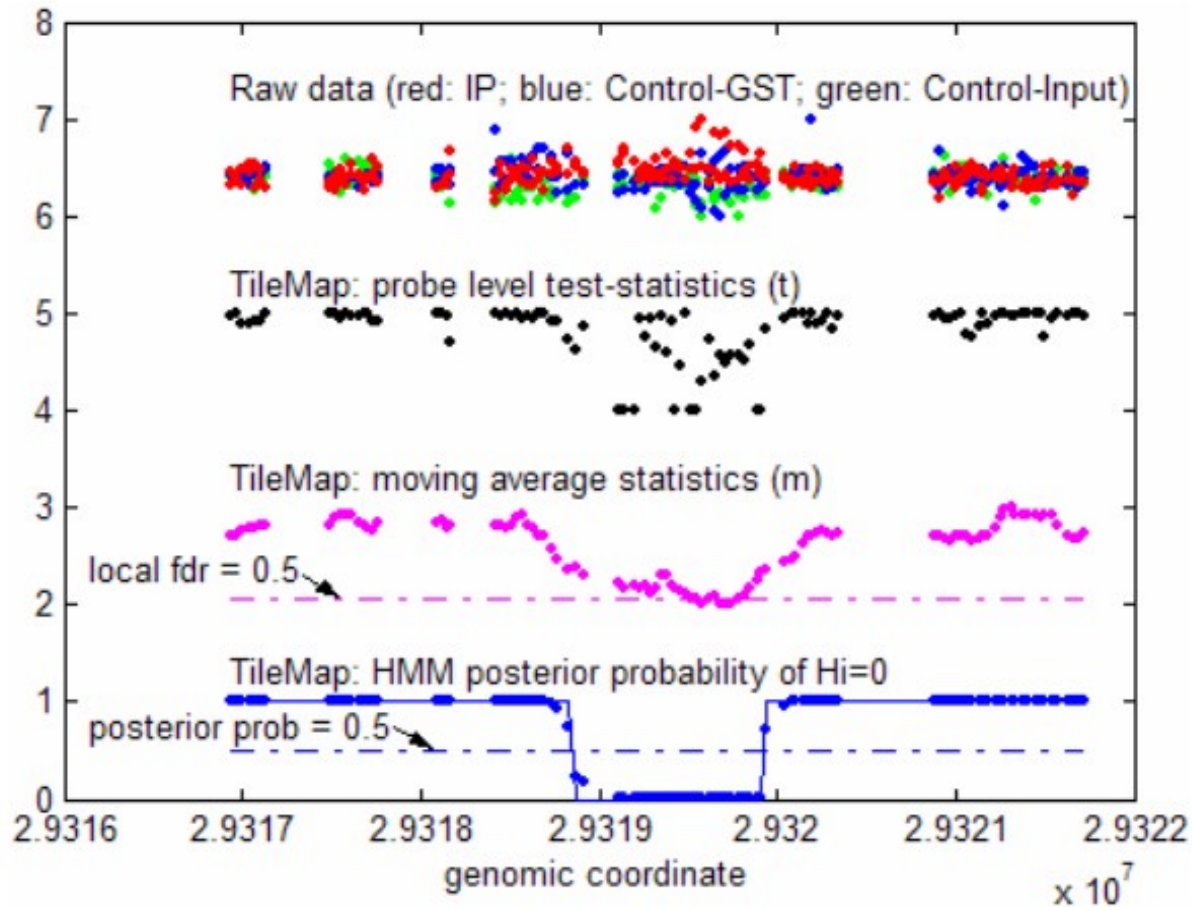 8
Raw data (red: IP; blue: Control-GST; green: Control-Input)
7
6
TileMap: probe level test-statistics (t)
5
4
TileMap: moving average statistics (m)
3
local fdr = 0.5
2
TileMap: HMM posterior probability of Hi=0
1
posterior prob = 0.5
0
2.9316 2.9317 2.9318 2.9319 2.932 2.9321 2.9322
genomic coordinate
x 10^7